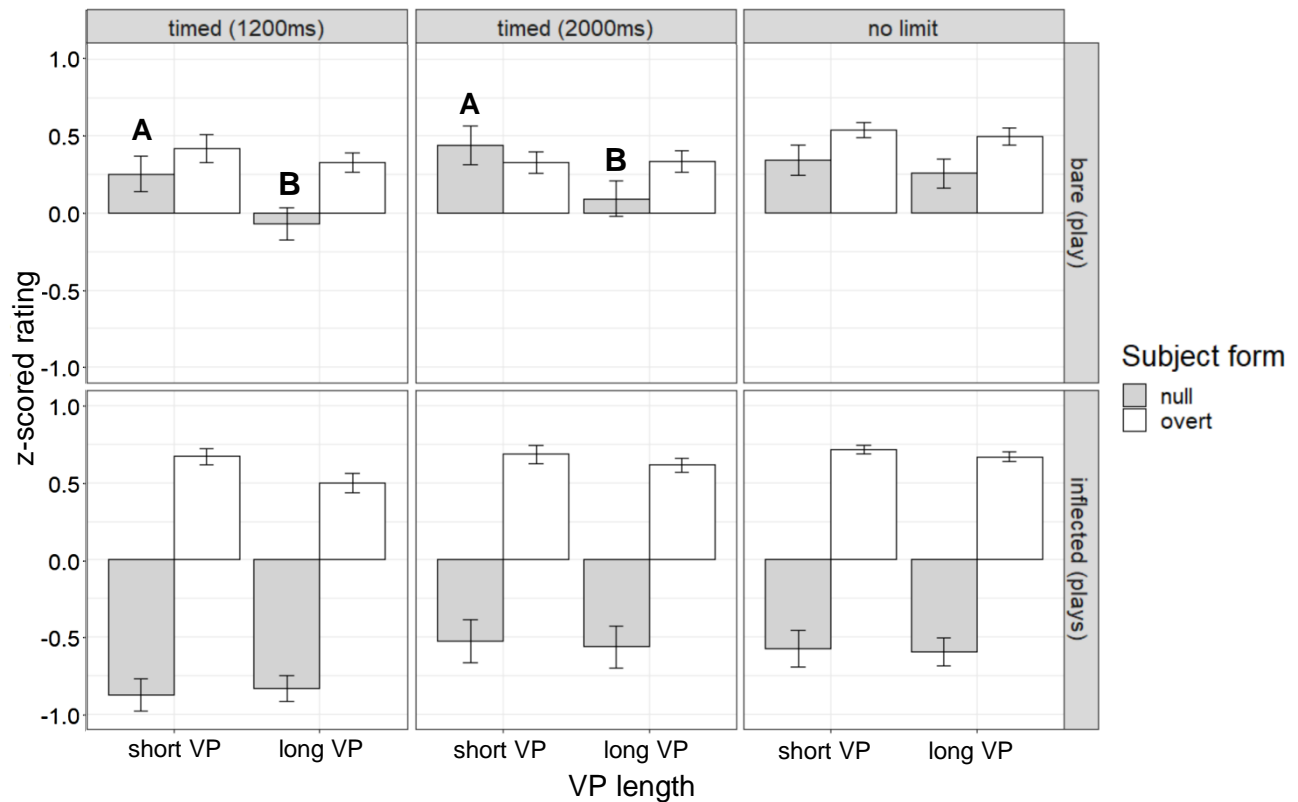 timed (1200ms)
timed (2000ms)
no limit
1.0
0.5
0.0
-0.5
-1.0
A
B
A
B
bare (play)
1.0
0.5
0.0
-0.5
-1.0
inflected (plays)
z-scored rating
short VP
long VP
short VP
long VP
short VP
long VP
VP length
Subject form
null
overt